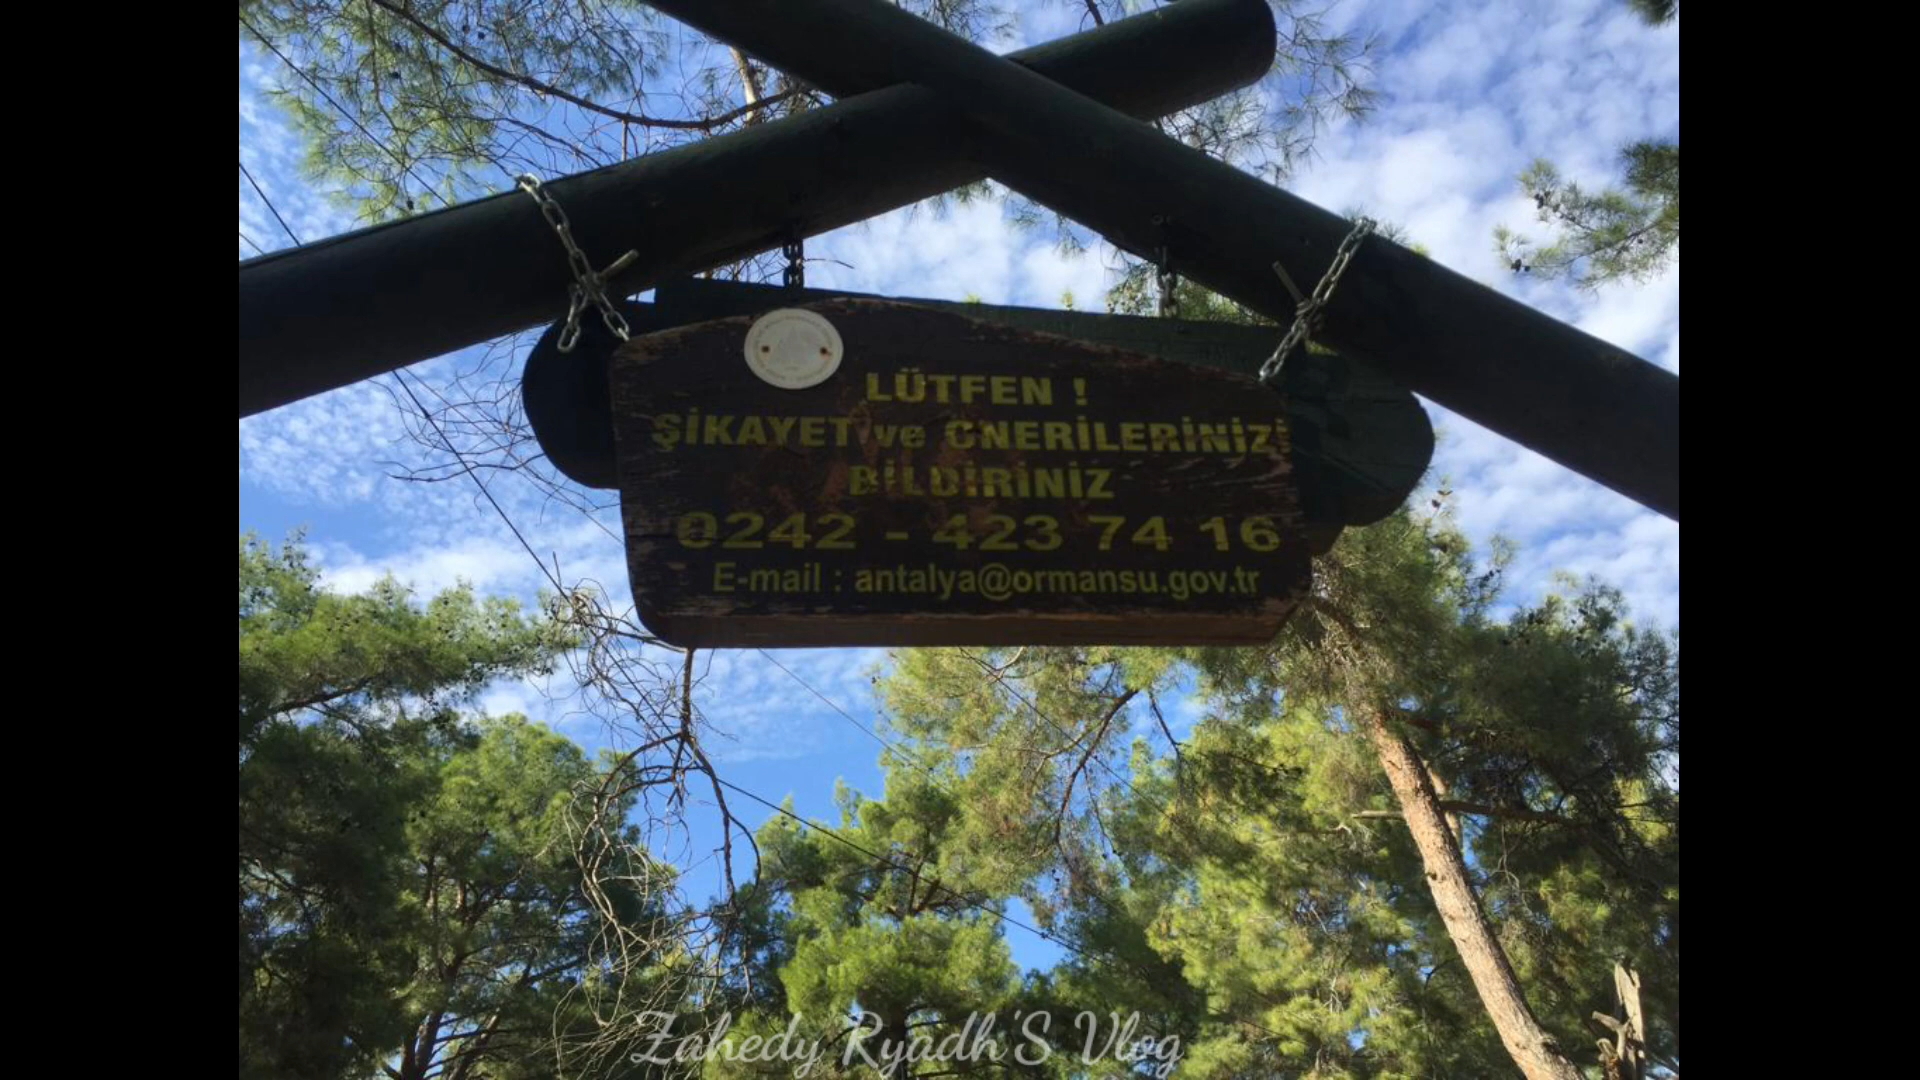 LÜTFEN !
ŞİKAYET ve ÖNERİLERİNİZİ
BİLDİRİNİZ
0242 - 423 74 16
E-mail : antalya@ormansu.gov.tr
Zahedy Ryadh'S Vlog